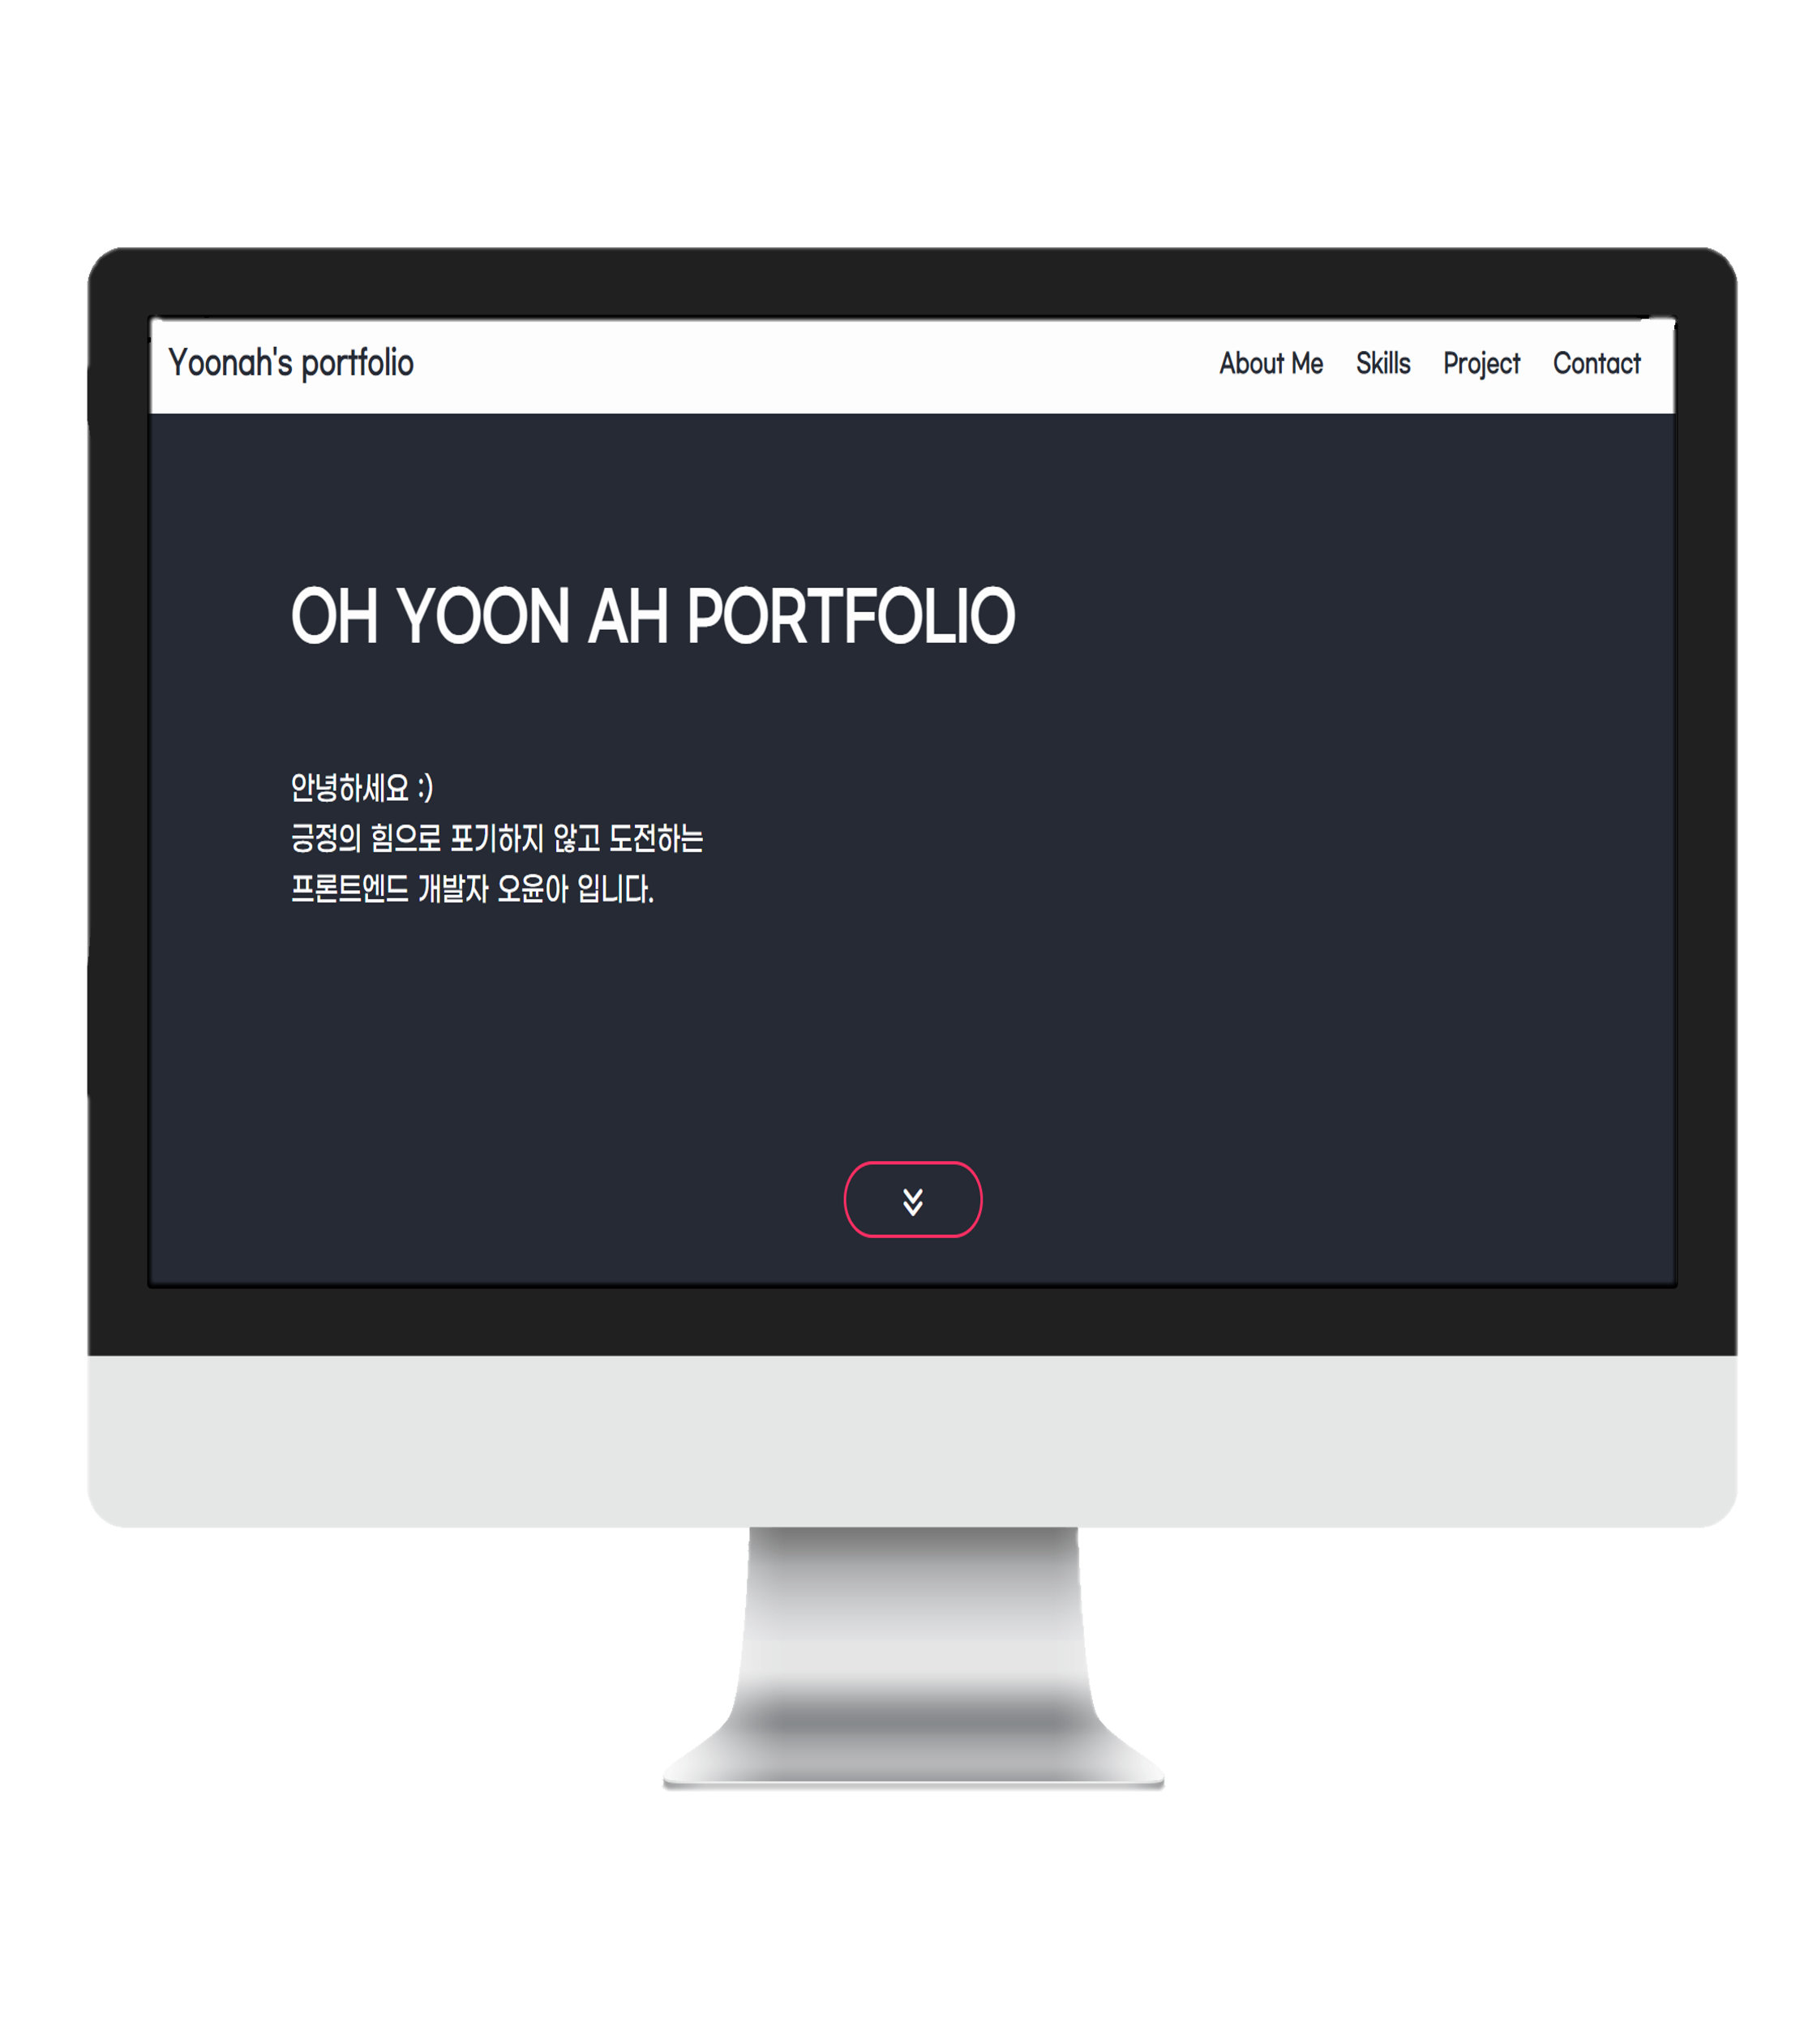 Yoonah's portfolio
About Me Skills Project Contact
OH YOON AH PORTFOLIO
안녕하세요 :)
긍정의 힘으로 포기하지 않고 도전하는
프론트엔드 개발자 오윤아 입니다.